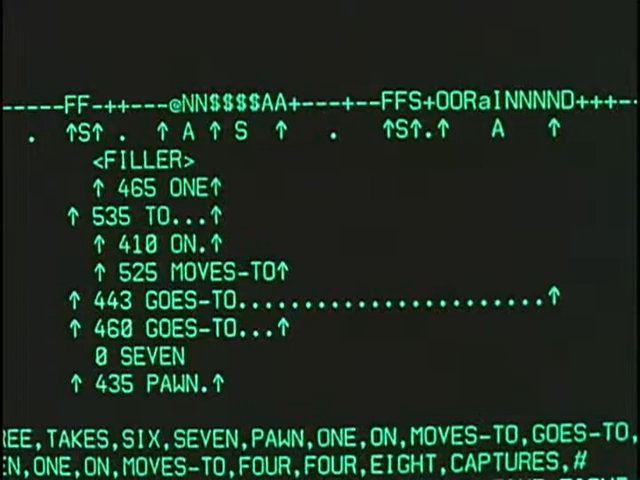 -----FF-++---@NN$$$$AA+---+--FFS+OORaINNNND+++-
. ↑S↑ . ↑ A ↑ S ↑ . ↑S↑.↑ A ↑
<FILLER>
↑ 465 ONE↑
↑ 535 TO...↑
↑ 410 ON.↑
↑ 525 MOVES-TO↑
↑ 443 GOES-TO........................↑
↑ 460 GOES-TO...↑
0 SEVEN
↑ 435 PAWN.↑
REE,TAKES,SIX,SEVEN,PAWN,ONE,ON,MOVES-TO,GOES-TO,
EN,ONE,ON,MOVES-TO,FOUR,FOUR,EIGHT,CAPTURES,#